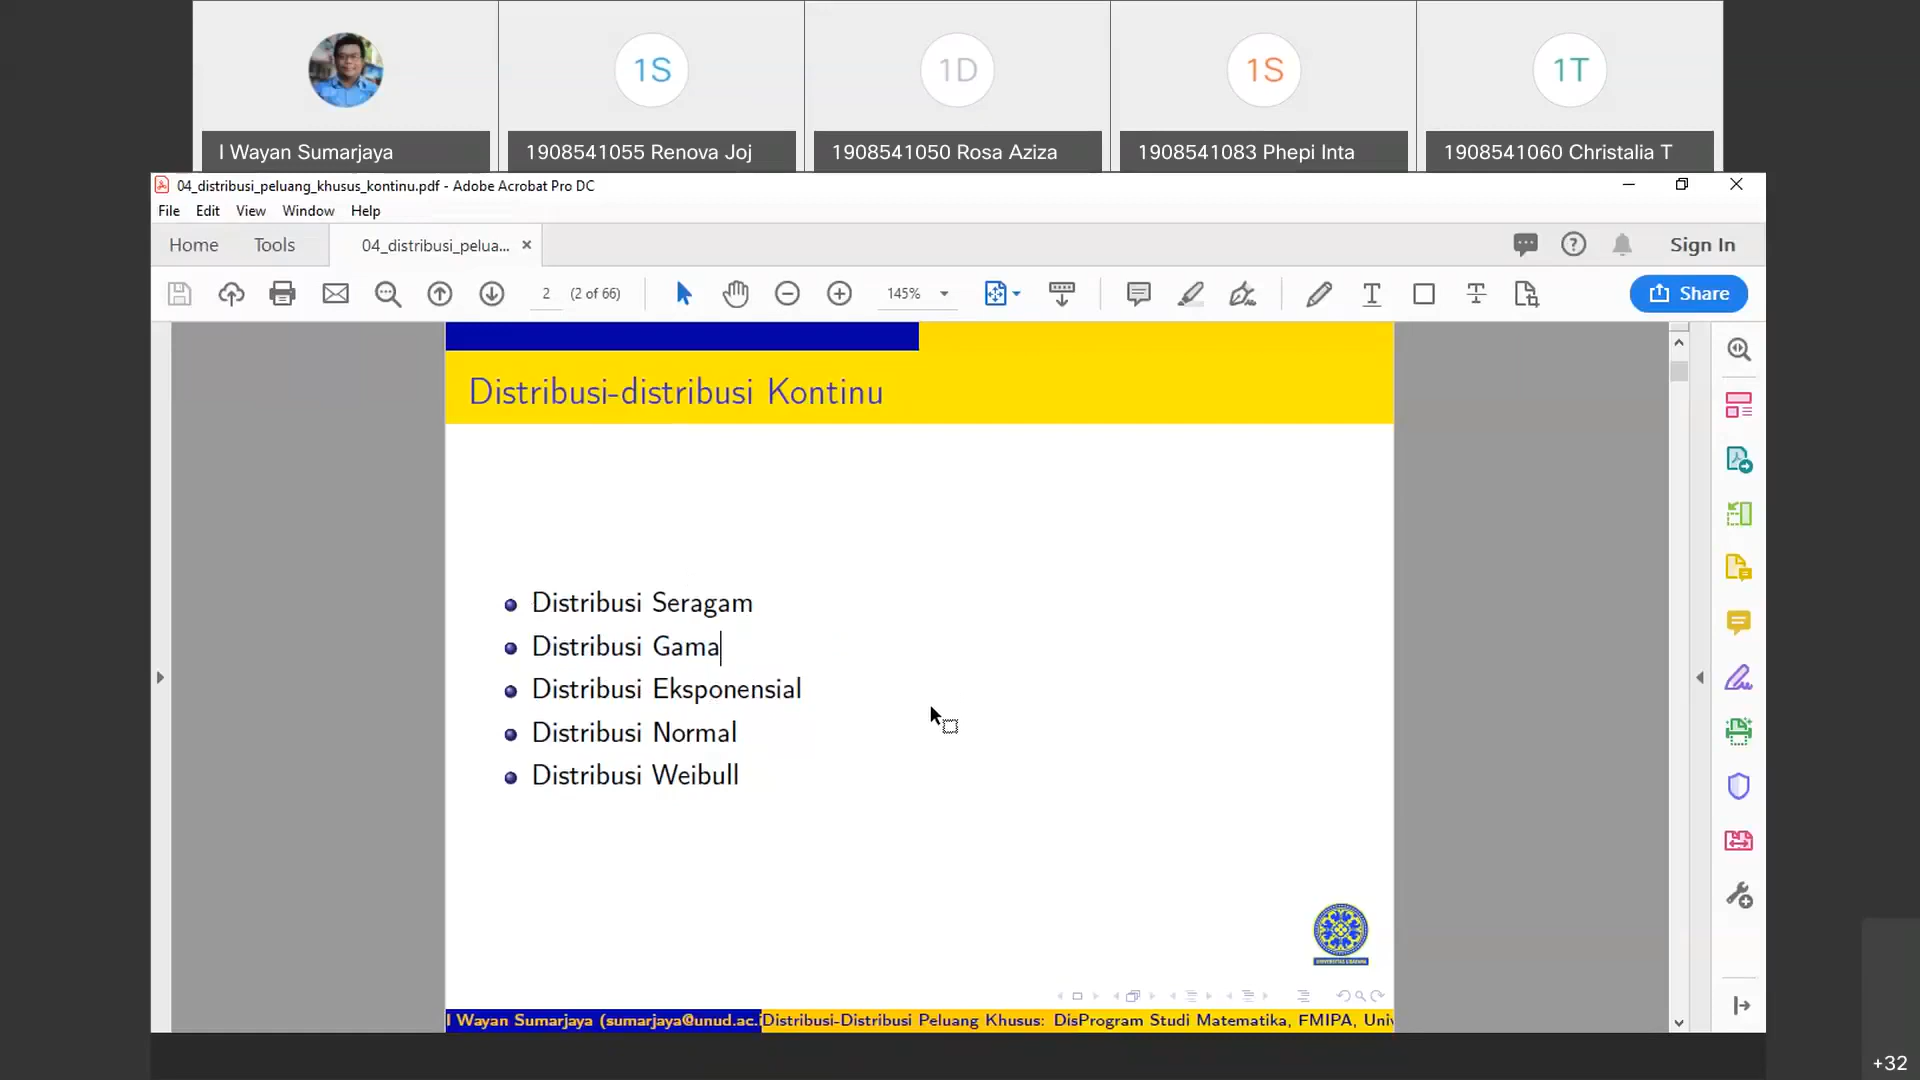 1S
1D
1S
1T
I Wayan Sumarjaya
1908541055 Renova Joj
1908541050 Rosa Aziza
1908541083 Phepi Inta
1908541060 Christalia T
04_distribusi_peluang_khusus_kontinu.pdf - Adobe Acrobat Pro DC
File Edit View Window Help
Home Tools 04_distribusi_pelua... × Sign In
2 (2 of 66) 145% Share
Distribusi-distribusi Kontinu
Distribusi Seragam
Distribusi Gama
Distribusi Eksponensial
Distribusi Normal
Distribusi Weibull
UNIVERSITAS UDAYANA
I Wayan Sumarjaya (sumarjaya@unud.ac.i Distribusi-Distribusi Peluang Khusus: Dis Program Studi Matematika, FMIPA, Univ
+32